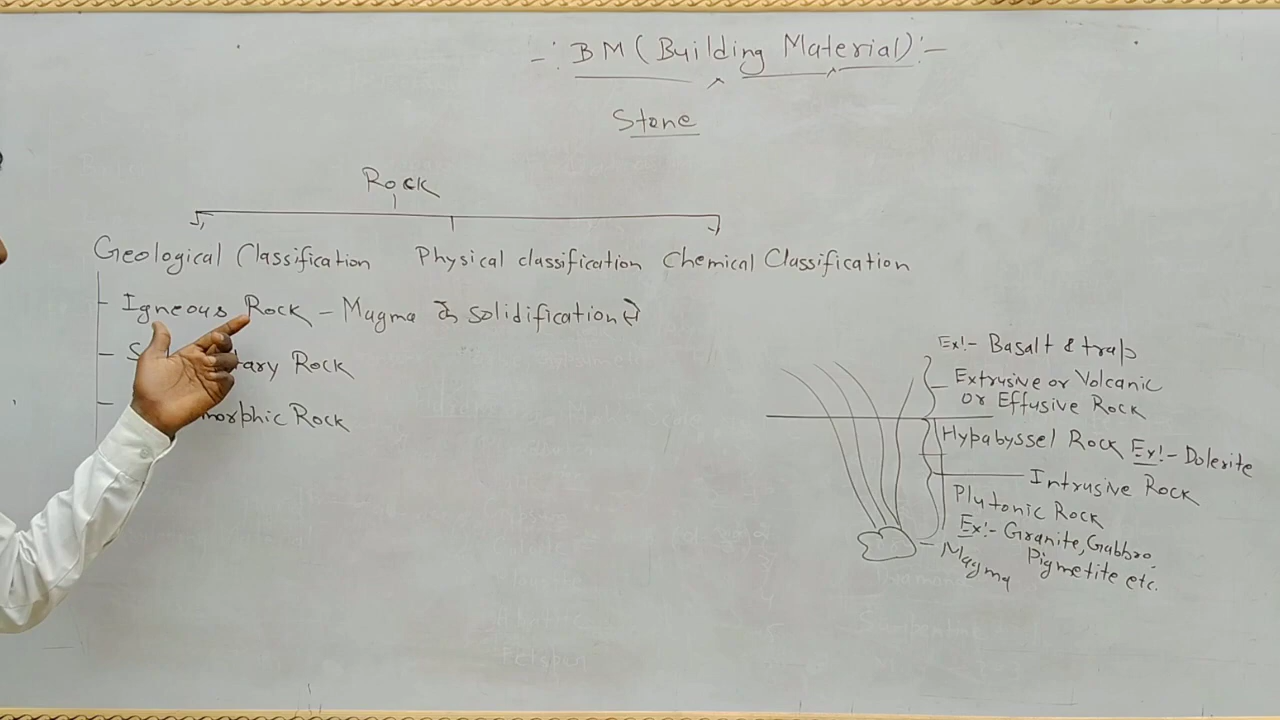 -: BM (Building Material) :-
Stone
Rock
Geological Classification Physical classification Chemical Classification
Igneous Rock - Magma के solidification से
Rock
Rock
Ex:- Basalt & trap
Extrusive or Volcanic
or Effusive Rock
Hypabyssel Rock Ex:- Dolerite
Intrusive Rock
Plutonic Rock
Ex:- Granite, Gabbro,
Pigmetite etc.
Magma